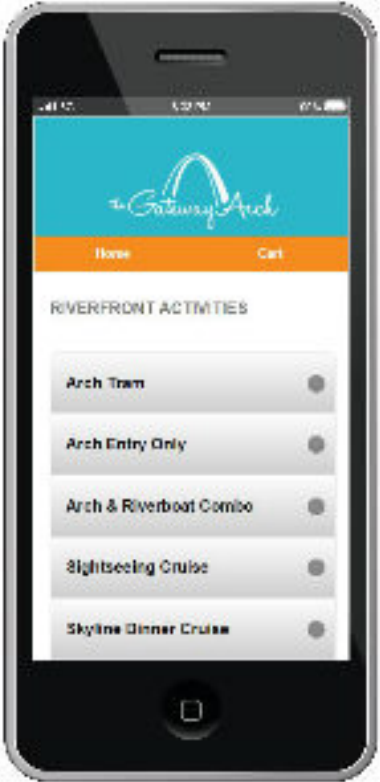 The Gateway Arch
Home Cart
RIVERFRONT ACTIVITIES
Arch Tram
Arch Entry Only
Arch & Riverboat Combo
Sightseeing Cruise
Skyline Dinner Cruise